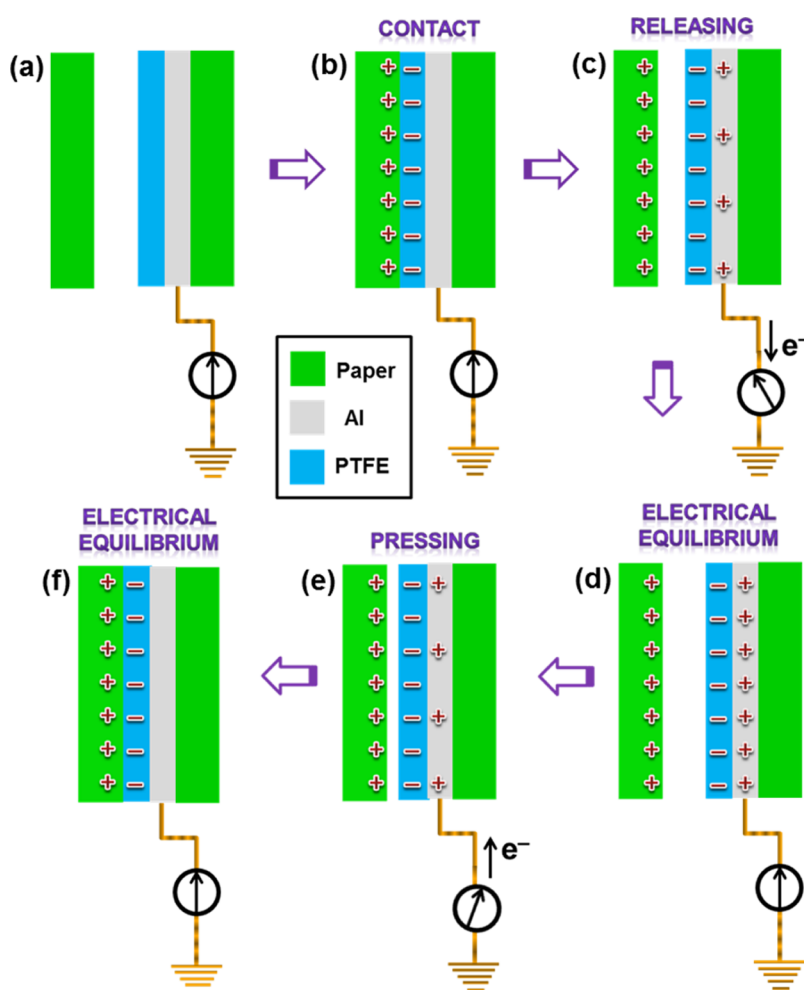 CONTACT
RELEASING
(a)
(b)
(c)
e–
Paper
Al
PTFE
ELECTRICAL
EQUILIBRIUM
PRESSING
ELECTRICAL
EQUILIBRIUM
(f)
(e)
(d)
e–